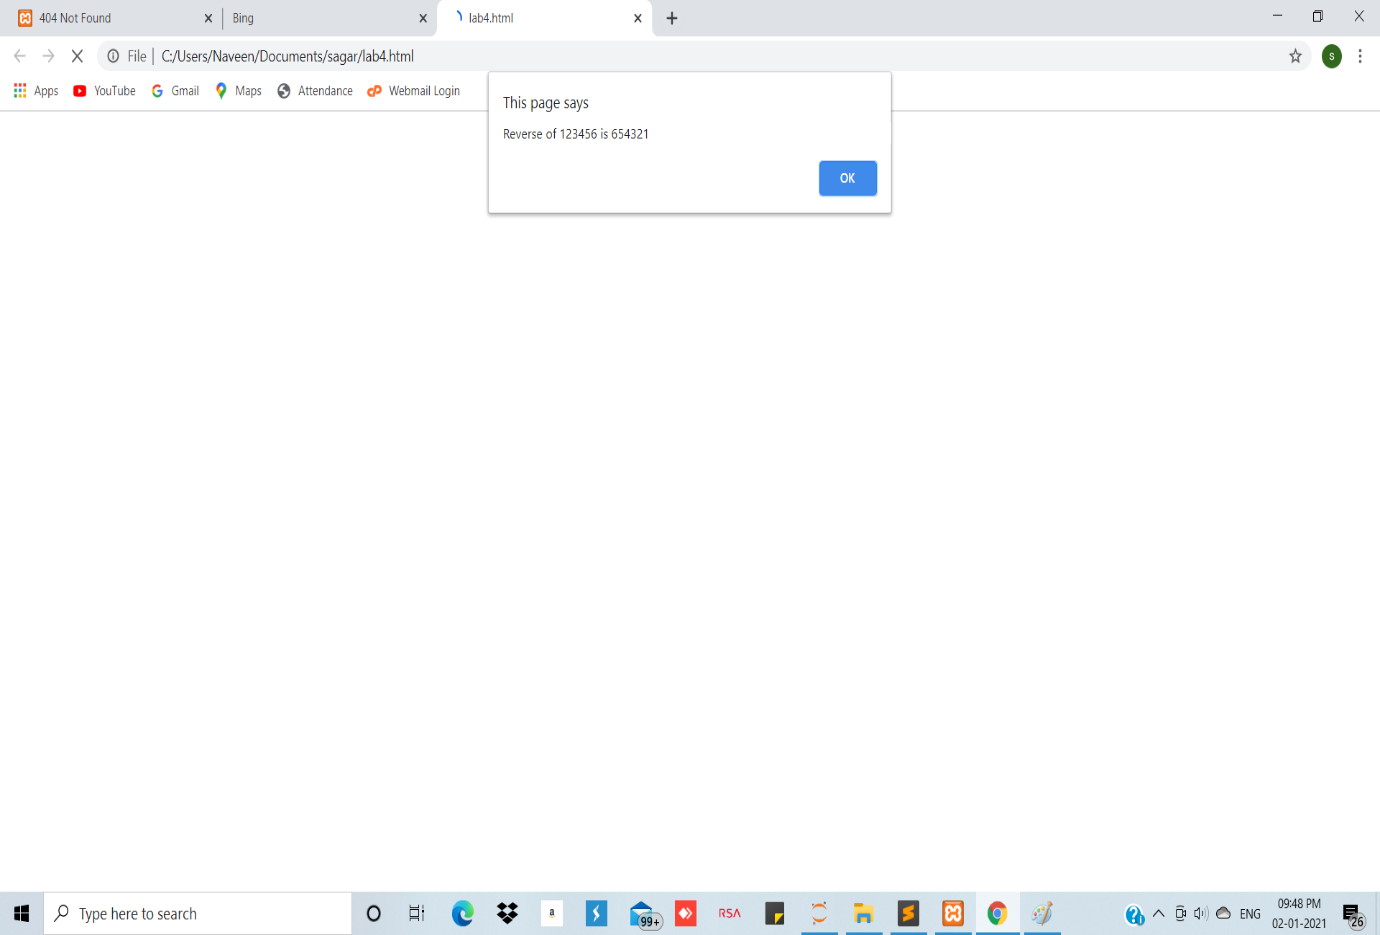 404 Not Found
Bing
lab4.html
File
C:/Users/Naveen/Documents/sagar/lab4.html
S
Apps
YouTube
Gmail
Maps
Attendance
Webmail Login
This page says
Reverse of 123456 is 654321
OK
Type here to search
a
99+
RSA
ENG
09:48 PM
02-01-2021
26